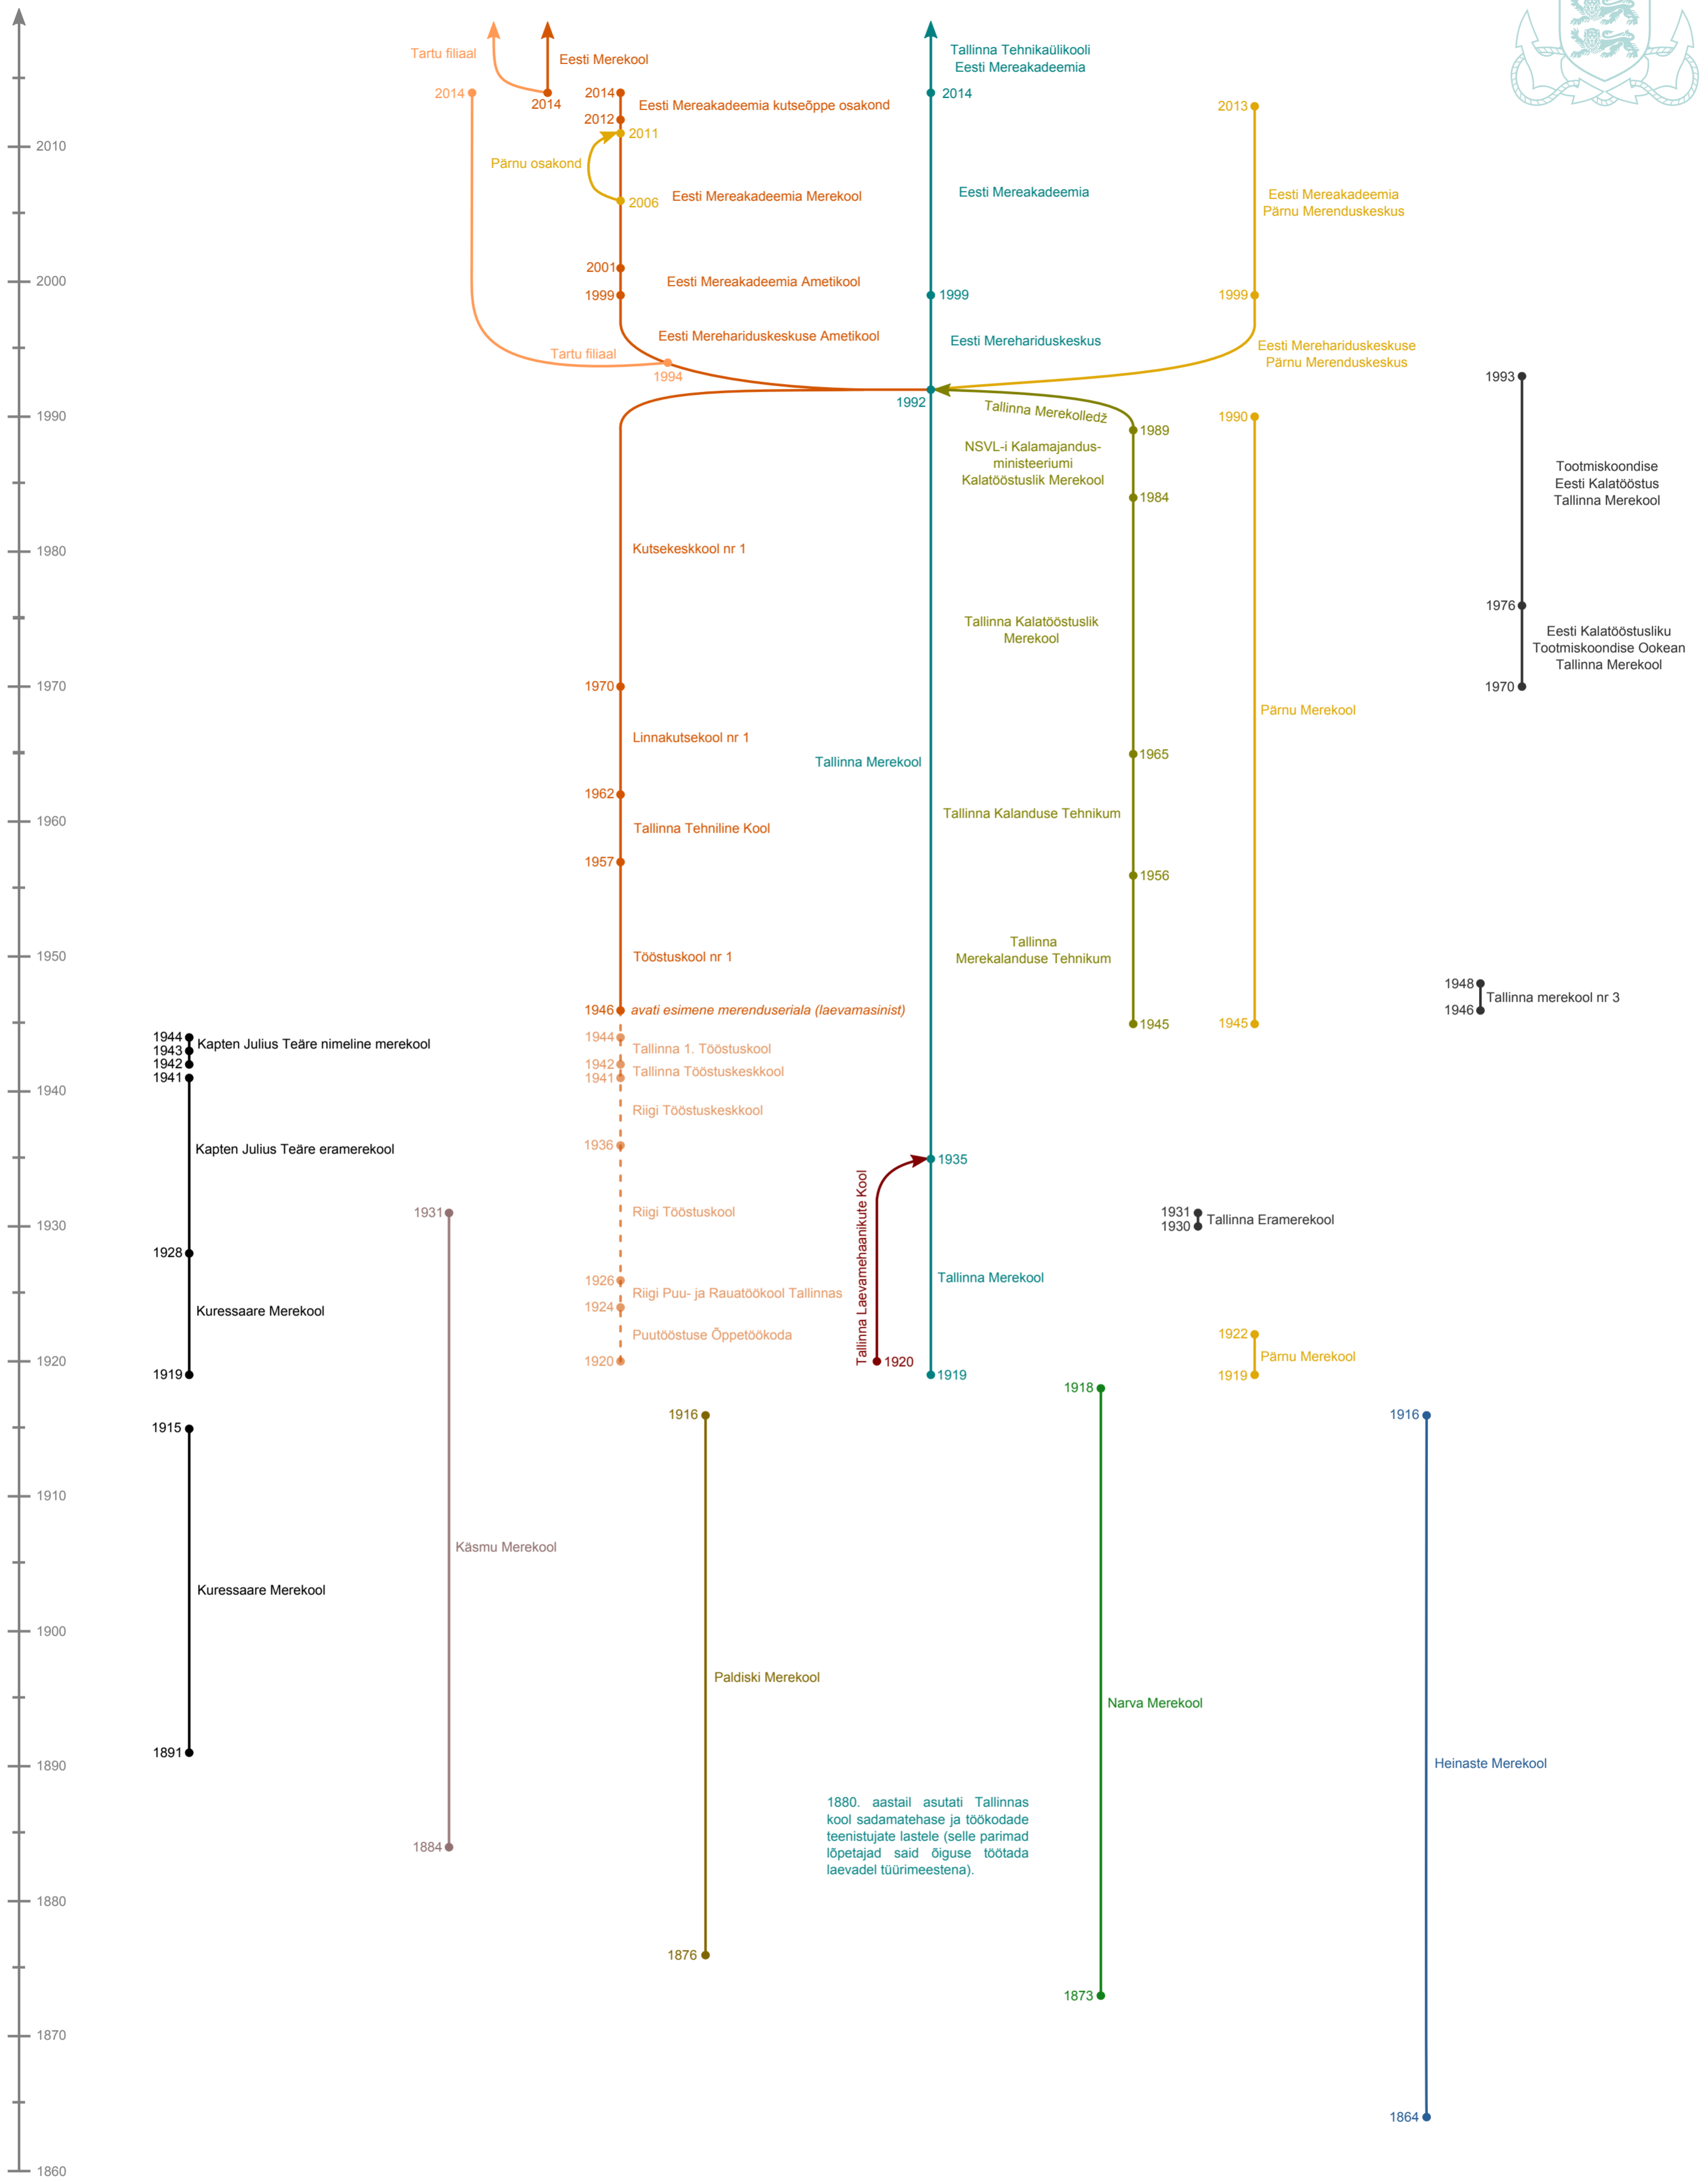 Tartu filiaal
Eesti Merekool
Tallinna Tehnikaülikooli
Eesti Mereakadeemia
2014
2014
2014
Eesti Mereakadeemia kutseõppe osakond
2014
2013
2012
2011
2010
Pärnu osakond
Eesti Mereakadeemia Merekool
2006
Eesti Mereakadeemia
Eesti Mereakadeemia
Pärnu Merenduskeskus
2001
2000
Eesti Mereakadeemia Ametikool
1999
1999
1999
Eesti Merehariduskeskuse Ametikool
Eesti Merehariduskeskus
Eesti Merehariduskeskuse
Pärnu Merenduskeskus
Tartu filiaal
1994
1993
1992
Tallinna Merekolledž
1990
1990
1989
NSVL-i Kalamajandus-
ministeeriumi
Kalatööstuslik Merekool
Tootmiskoondise
Eesti Kalatööstus
Tallinna Merekool
1984
1980
Kutsekeskkool nr 1
1976
Tallinna Kalatööstuslik
Merekool
Eesti Kalatööstusliku
Tootmiskoondise Ookean
Tallinna Merekool
1970
1970
1970
Pärnu Merekool
Linnakutsekool nr 1
1965
Tallinna Merekool
1962
1960
Tallinna Kalanduse Tehnikum
Tallinna Tehniline Kool
1957
1956
1950
Tööstuskool nr 1
Tallinna
Merekalanduse Tehnikum
1948
Tallinna merekool nr 3
1946
1946
avati esimene merenduseriala (laevamasinist)
1945
1945
1944
Kapten Julius Teäre nimeline merekool
1943
1942
1941
1944
Tallinna 1. Tööstuskool
1942
Tallinna Tööstuskeskkool
1941
1940
Riigi Tööstuskeskkool
Kapten Julius Teäre eramerekool
1936
1935
Tallinna Laevamehaanikute Kool
1931
Riigi Tööstuskool
1931
Tallinna Eramerekool
1930
1930
1928
1926
Tallinna Merekool
Riigi Puu- ja Rauatöökool Tallinnas
1924
Kuressaare Merekool
Puutööstuse Õppetöökoda
1922
Pärnu Merekool
1920
1920
1920
1919
1919
1919
1918
1916
1916
1915
1910
Käsmu Merekool
Kuressaare Merekool
1900
Paldiski Merekool
Narva Merekool
1891
1890
Heinaste Merekool
1880. aastail asutati Tallinnas
kool sadamatehase ja töökodade
teenistujate lastele (selle parimad
lõpetajad said õiguse töötada
laevadel tüürimeestena).
1884
1880
1876
1873
1870
1864
1860